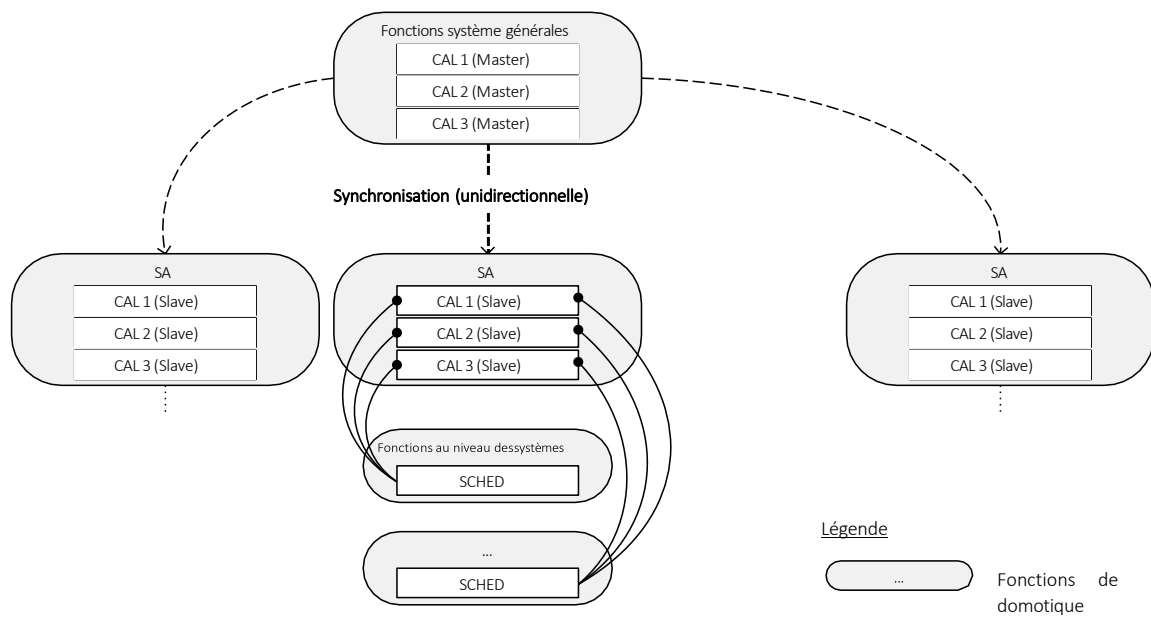 Fonctions système générales
CAL 1 (Master)
CAL 2 (Master)
CAL 3 (Master)
Synchronisation (unidirectionnelle)
SA
CAL 1 (Slave)
CAL 2 (Slave)
CAL 3 (Slave)
SA
CAL 1 (Slave)
CAL 2 (Slave)
CAL 3 (Slave)
SA
CAL 1 (Slave)
CAL 2 (Slave)
CAL 3 (Slave)
Fonctions au niveau dessystèmes
SCHED
...
SCHED
Légende
...
Fonctions de
domotique